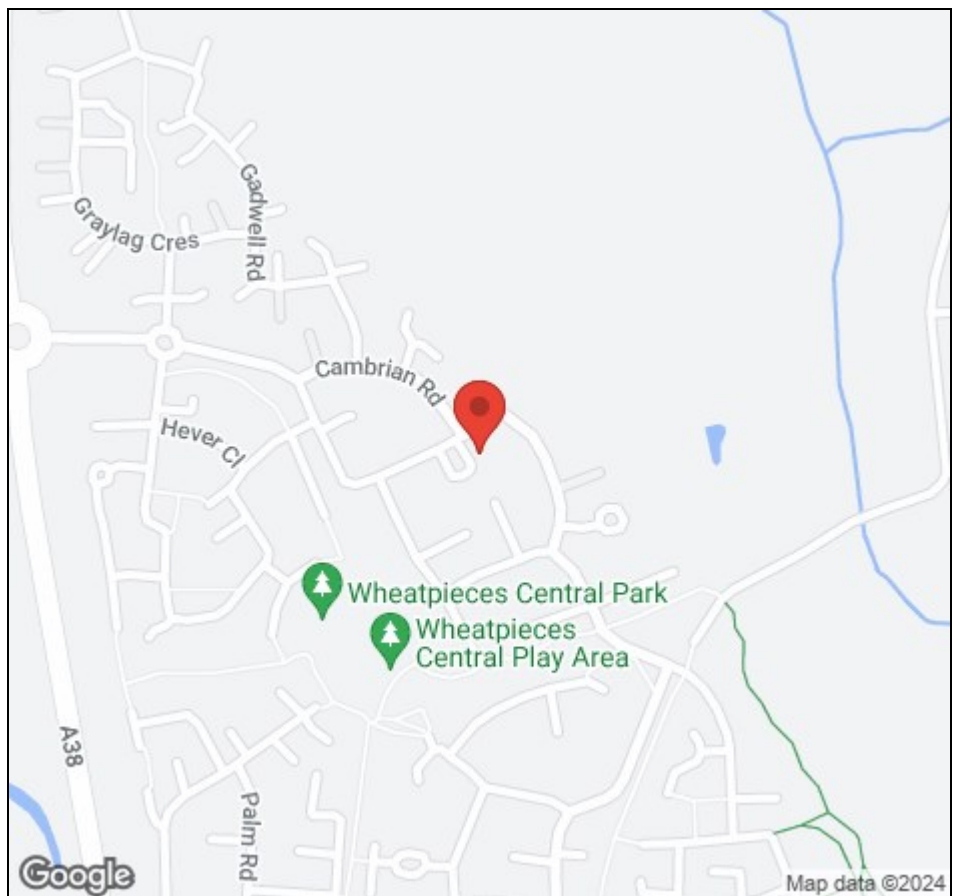 Gadwell Rd
Graylag Cres
Cambrian Rd
Hever Cl
Wheatpieces Central Park
Wheatpieces
Central Play Area
A38
Palm Rd
Google
Map data ©2024